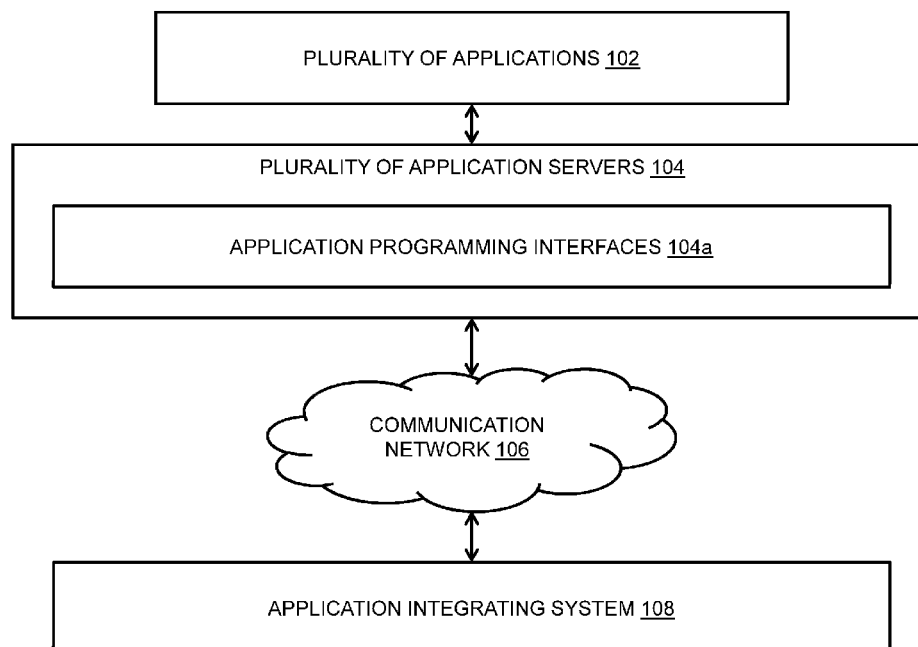 PLURALITY OF APPLICATIONS 102
PLURALITY OF APPLICATION SERVERS 104
APPLICATION PROGRAMMING INTERFACES 104a
COMMUNICATION
NETWORK 106
APPLICATION INTEGRATING SYSTEM 108